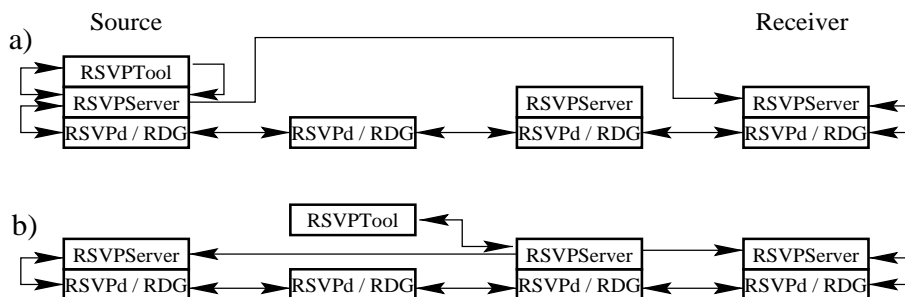 Source Receiver
a)
RSVPTool
RSVPServer RSVPServer RSVPServer
RSVPd / RDG RSVPd / RDG RSVPd / RDG RSVPd / RDG
RSVPTool
b)
RSVPServer RSVPServer RSVPServer
RSVPd / RDG RSVPd / RDG RSVPd / RDG RSVPd / RDG